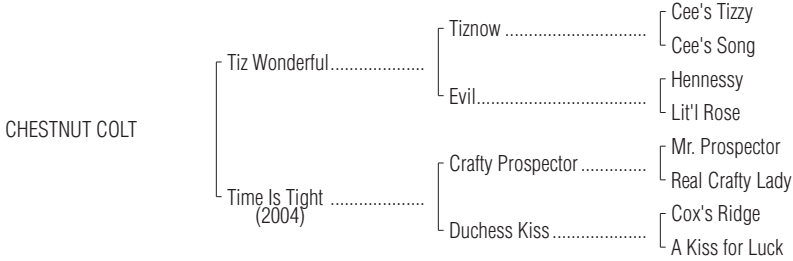 Cee's Tizzy
Tiznow ..............................
Cee's Song
Tiz Wonderful....................
Hennessy
Evil....................................
Lit'l Rose
CHESTNUT COLT
Mr. Prospector
Crafty Prospector ..............
Real Crafty Lady
Time Is Tight ....................
(2004)
Cox's Ridge
Duchess Kiss....................
A Kiss for Luck